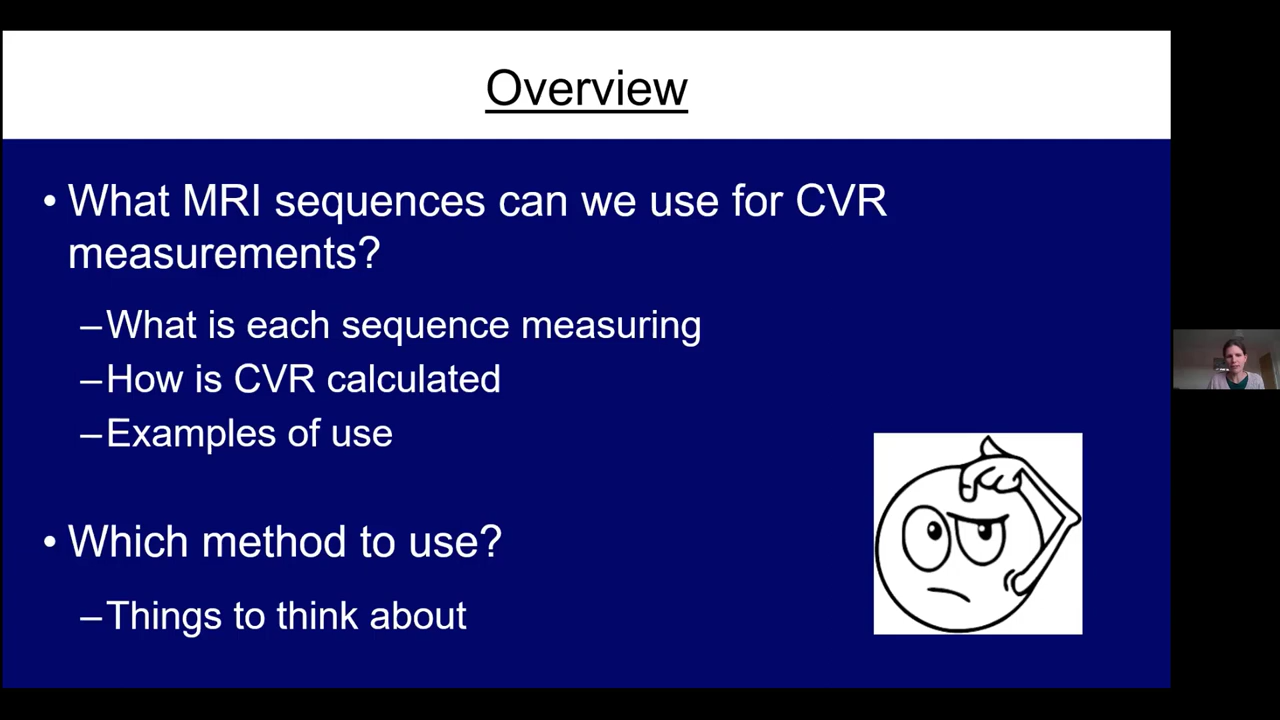 Overview
• What MRI sequences can we use for CVR
measurements?
–What is each sequence measuring
–How is CVR calculated
–Examples of use
• Which method to use?
–Things to think about